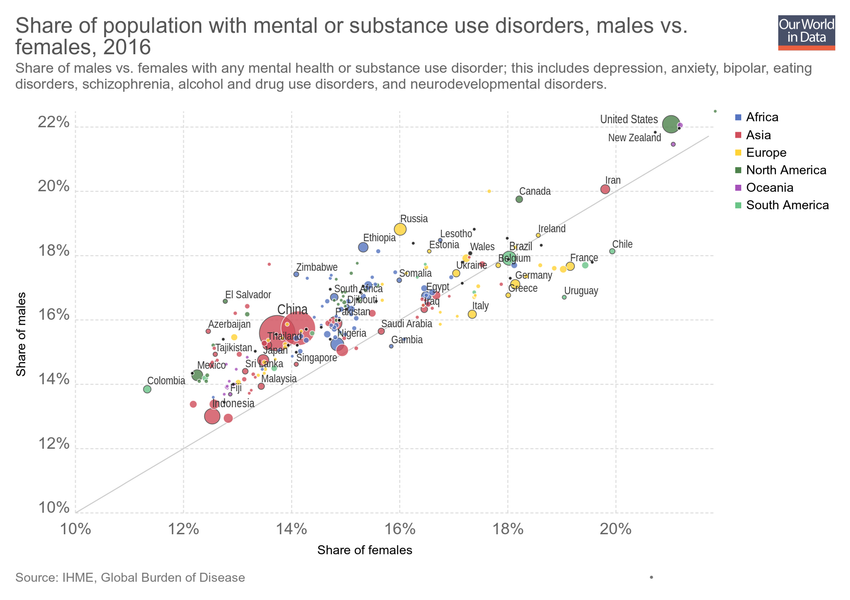 Share of population with mental or substance use disorders, males vs.
females, 2016
Our World
in Data
Share of males vs. females with any mental health or substance use disorder; this includes depression, anxiety, bipolar, eating
disorders, schizophrenia, alcohol and drug use disorders, and neurodevelopmental disorders.
22%
United States
New Zealand
Africa
Asia
Europe
North America
Oceania
South America
20%
Iran
Canada
Russia
Ireland
Ethiopia
Lesotho
Estonia
Wales
Brazil
Chile
18%
Belgium
France
Zimbabwe
Somalia
Ukraine
Germany
Greece
Uruguay
El Salvador
South Africa
Djibouti
Egypt
Iraq
Italy
China
Pakistan
16%
Azerbaijan
Thailand
Nigeria
Saudi Arabia
Gambia
Tajikistan
Japan
Singapore
Mexico
Sri Lanka
Malaysia
14%
Colombia
Fiji
Indonesia
12%
10%
Share of males
10%
12%
14%
16%
18%
20%
Share of females
Source: IHME, Global Burden of Disease